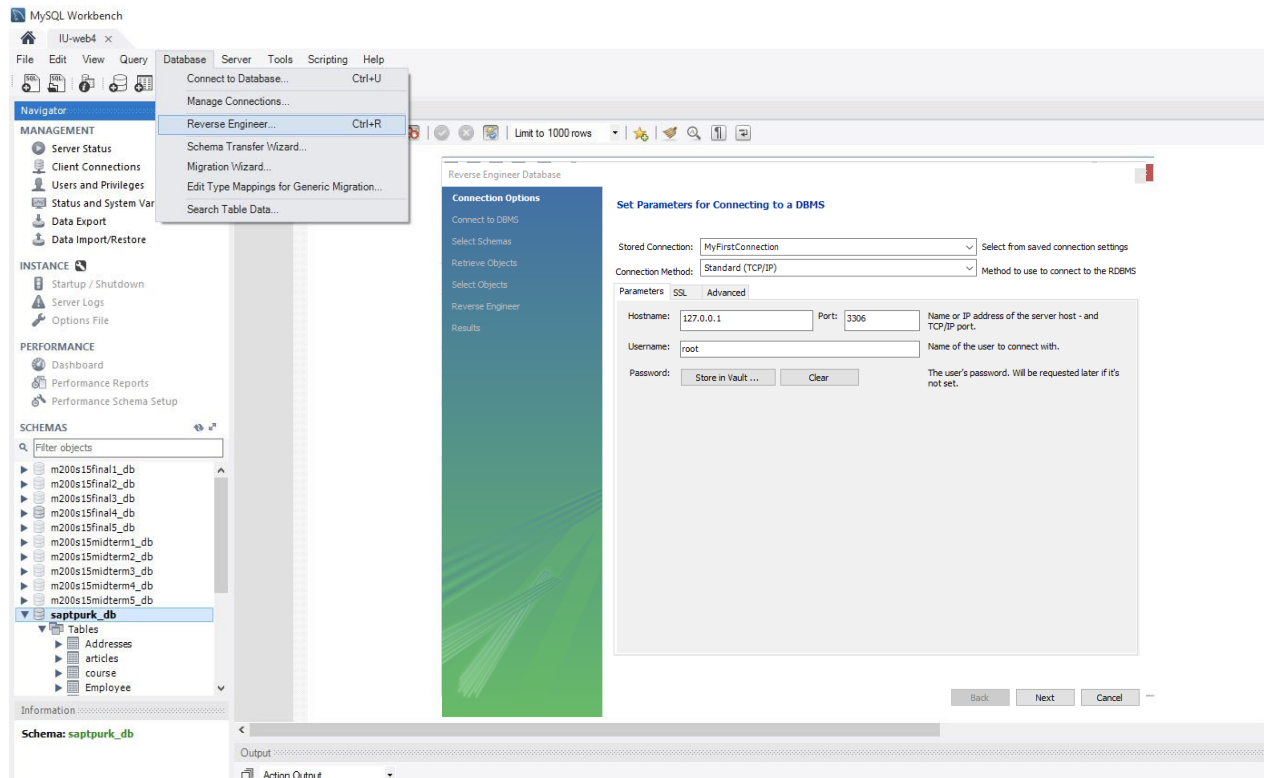 MySQL Workbench
IU-web4
File Edit View Query Database Server Tools Scripting Help
Connect to Database... Ctrl+U
Manage Connections...
Reverse Engineer... Ctrl+R
Schema Transfer Wizard...
Migration Wizard...
Edit Type Mappings for Generic Migration...
Search Table Data...
Limit to 1000 rows
Navigator
MANAGEMENT
Server Status
Client Connections
Users and Privileges
Status and System Var
Data Export
Data Import/Restore
INSTANCE
Startup / Shutdown
Server Logs
Options File
PERFORMANCE
Dashboard
Performance Reports
Performance Schema Setup
SCHEMAS
Filter objects
m200s15final1_db
m200s15final2_db
m200s15final3_db
m200s15final4_db
m200s15final5_db
m200s15midterm1_db
m200s15midterm2_db
m200s15midterm3_db
m200s15midterm4_db
m200s15midterm5_db
saptpurk_db
Tables
Addresses
articles
course
Employee
Information
Schema: saptpurk_db
Reverse Engineer Database
Connection Options
Connect to DBMS
Select Schemas
Retrieve Objects
Select Objects
Reverse Engineer
Results
Set Parameters for Connecting to a DBMS
Stored Connection: MyFirstConnection Select from saved connection settings
Connection Method: Standard (TCP/IP) Method to use to connect to the RDBMS
Parameters SSL Advanced
Hostname: 127.0.0.1 Port: 3306 Name or IP address of the server host - and
TCP/IP port.
Username: root Name of the user to connect with.
Password: Store in Vault ... Clear The user's password. Will be requested later if it's
not set.
Back Next Cancel
Output
Action Output